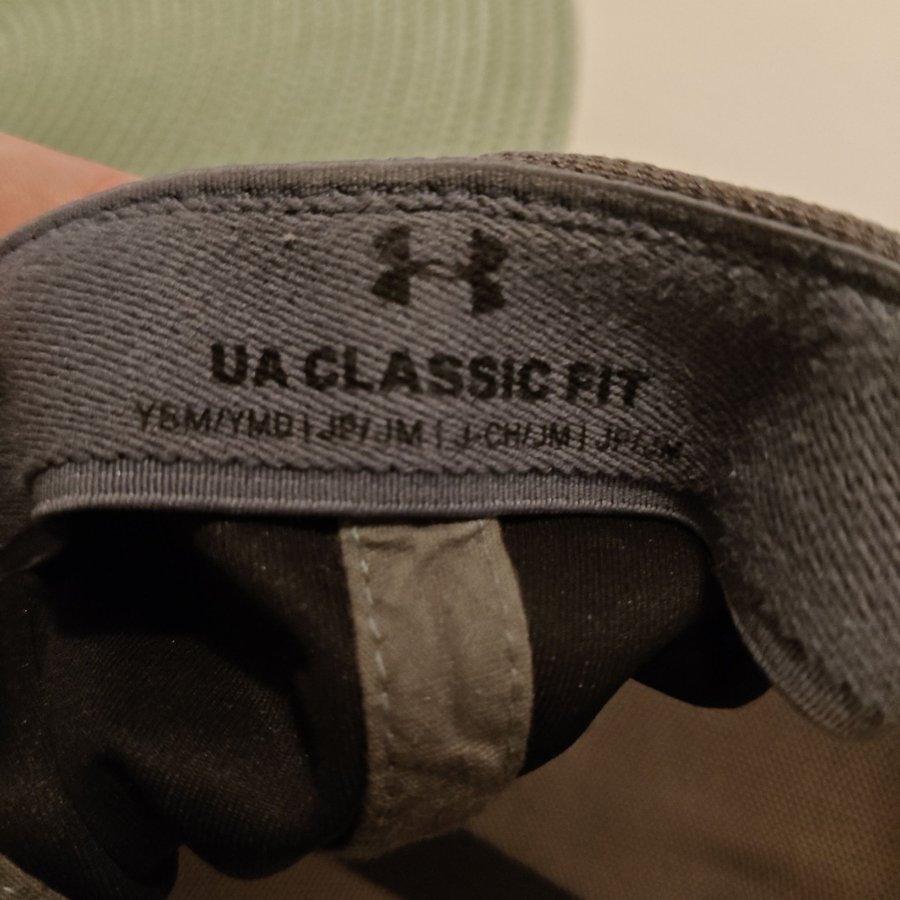 UA CLASSIC FIT
YSM/YMD | JP/JM | J-CH/JM |